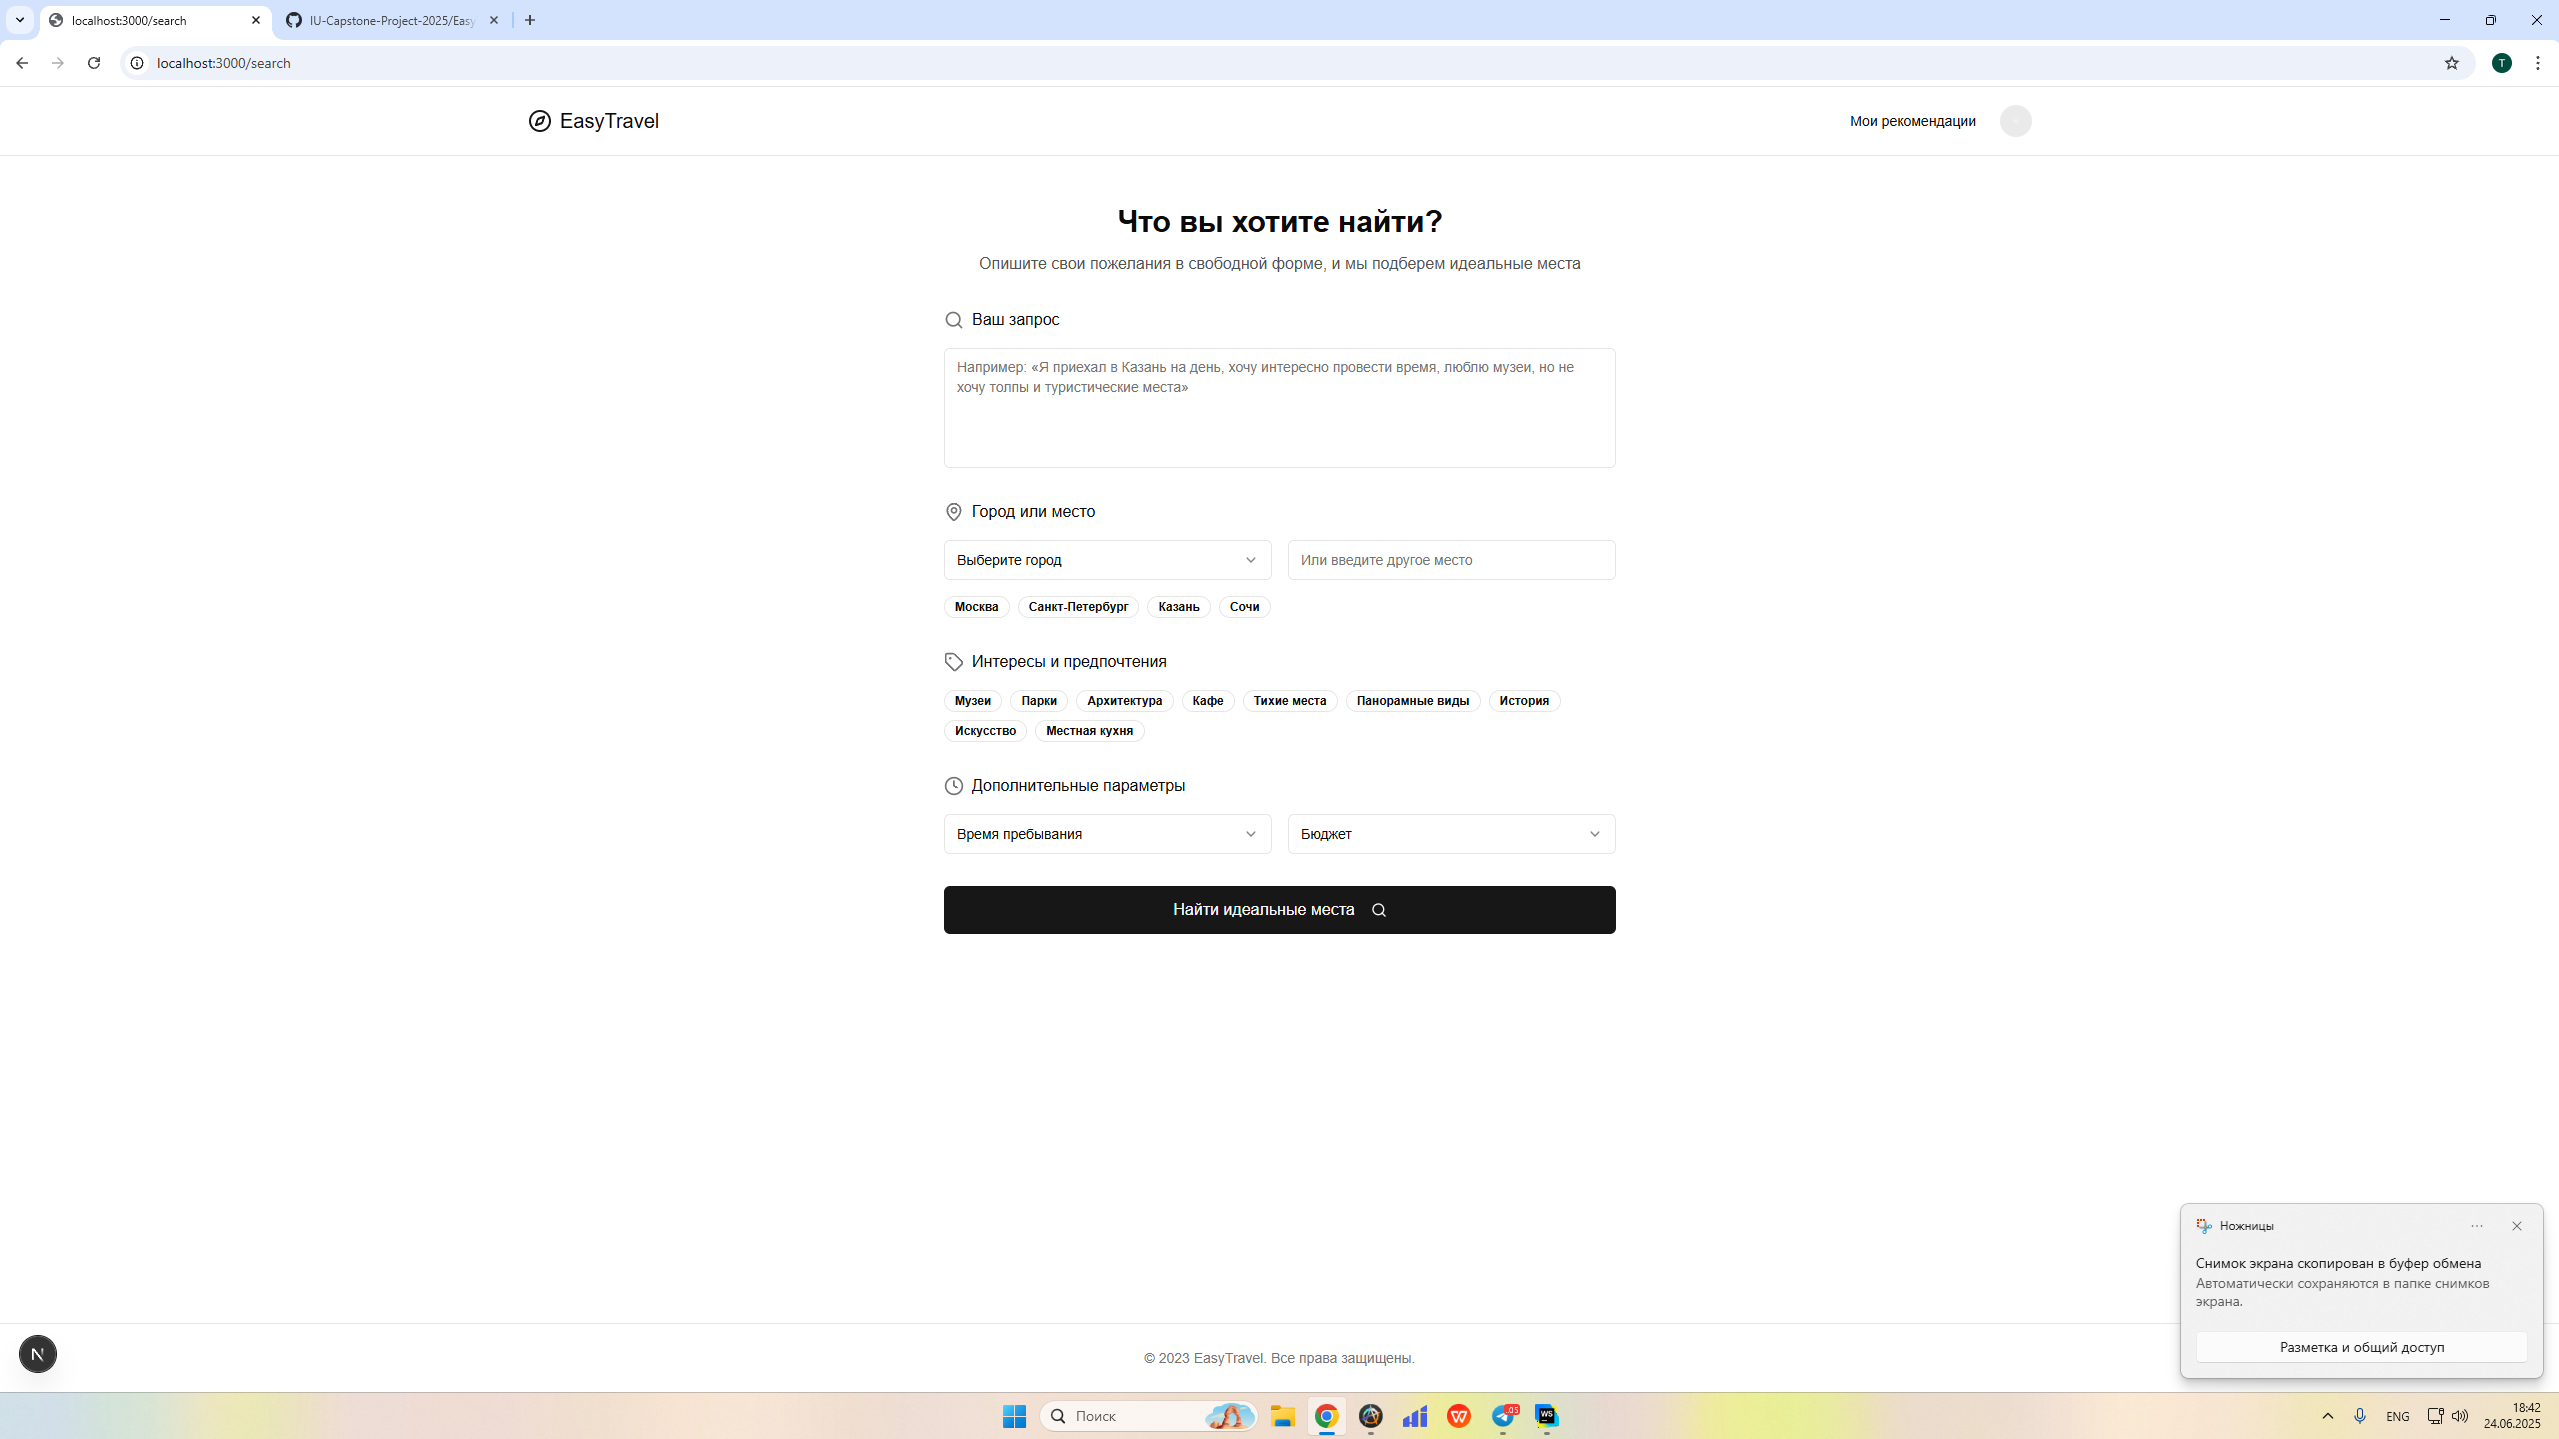 localhost:3000/search
IU-Capstone-Project-2025/Easy
localhost:3000/search
T
EasyTravel
Мои рекомендации
Что вы хотите найти?
Опишите свои пожелания в свободной форме, и мы подберем идеальные места
Ваш запрос
Например: «Я приехал в Казань на день, хочу интересно провести время, люблю музеи, но не
хочу толпы и туристические места»
Город или место
Выберите город
Или введите другое место
Москва Санкт-Петербург Казань Сочи
Интересы и предпочтения
Музеи Парки Архитектура Кафе Тихие места Панорамные виды История
Искусство Местная кухня
Дополнительные параметры
Время пребывания
Бюджет
Найти идеальные места
Ножницы
Снимок экрана скопирован в буфер обмена
Автоматически сохраняются в папке снимков
экрана.
Разметка и общий доступ
N
© 2023 EasyTravel. Все права защищены.
Поиск
WS
ENG
18:42
24.06.2025